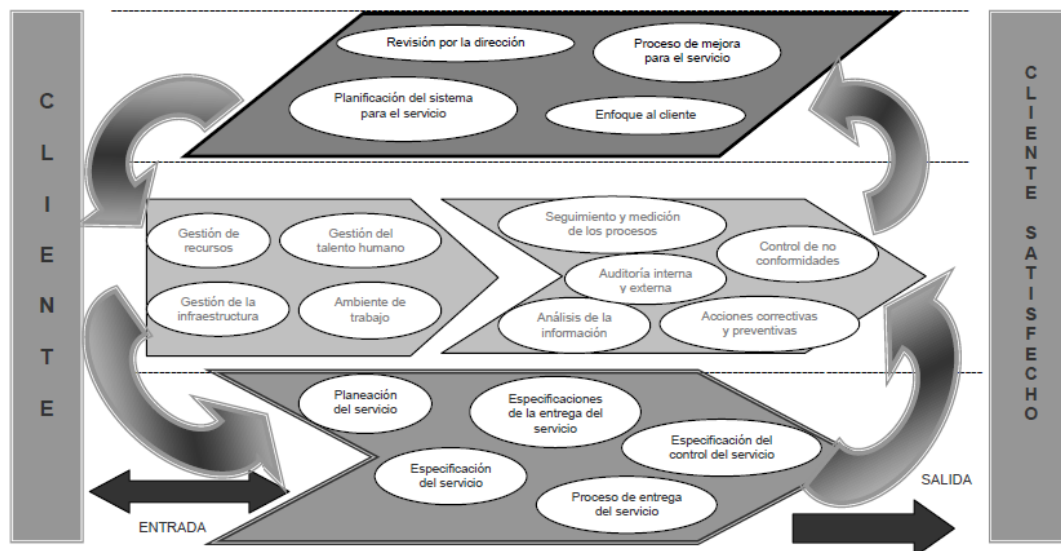 CLIENTE
Revisión por la dirección
Proceso de mejora
para el servicio
Planificación del sistema
para el servicio
Enfoque al cliente
Gestión de
recursos
Gestión del
talento humano
Gestión de la
infraestructura
Ambiente de
trabajo
Seguimiento y medición
de los procesos
Control de no
conformidades
Auditoría interna
y externa
Análisis de la
información
Acciones correctivas
y preventivas
Planeación
del servicio
Especificaciones
de la entrega del
servicio
Especificación del
control del servicio
Especificación
del servicio
Proceso de entrega
del servicio
ENTRADA
SALIDA
CLIENTE SATISFECHO